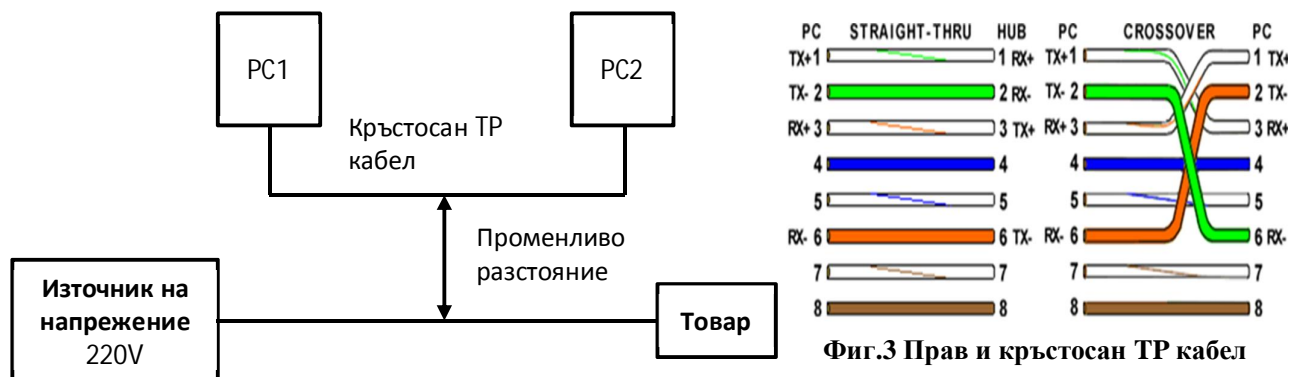 PC1
PC2
Кръстосан TP
кабел
Променливо
разстояние
Източник на
напрежение
220V
Товар
PC STRAIGHT-THRU HUB
TX+ 1 1 RX+
TX- 2 2 RX-
RX+ 3 3 TX+
4 4
5 5
RX- 6 6 TX-
7 7
8 8
PC CROSSOVER PC
TX+ 1 1 TX+
TX- 2 2 TX-
RX+ 3 3 RX+
4 4
5 5
RX- 6 6 RX-
7 7
8 8
Фиг.3 Прав и кръстосан TP кабел